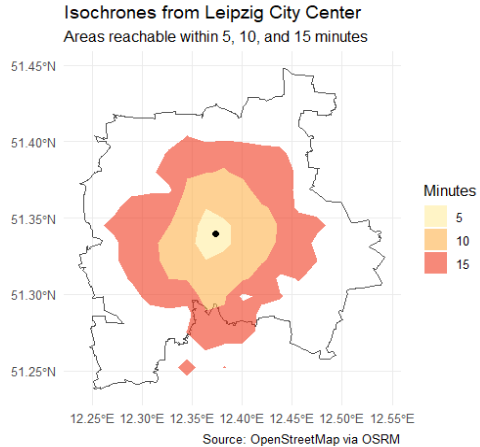 Isochrones from Leipzig City Center
Areas reachable within 5, 10, and 15 minutes
51.45°N
51.40°N
51.35°N
51.30°N
51.25°N
Minutes
5
10
15
12.25°E 12.30°E 12.35°E 12.40°E 12.45°E 12.50°E 12.55°E
Source: OpenStreetMap via OSRM